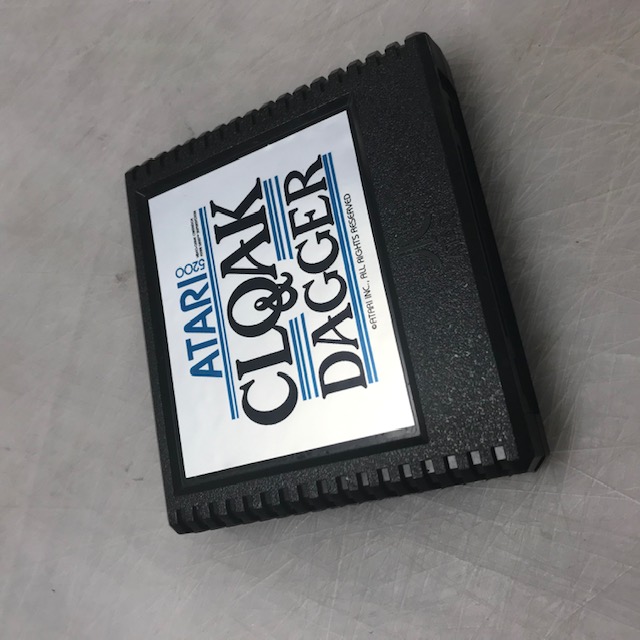 ATARI 5200
CLOAK
&
DAGGER
©ATARI INC., ALL RIGHTS RESERVED